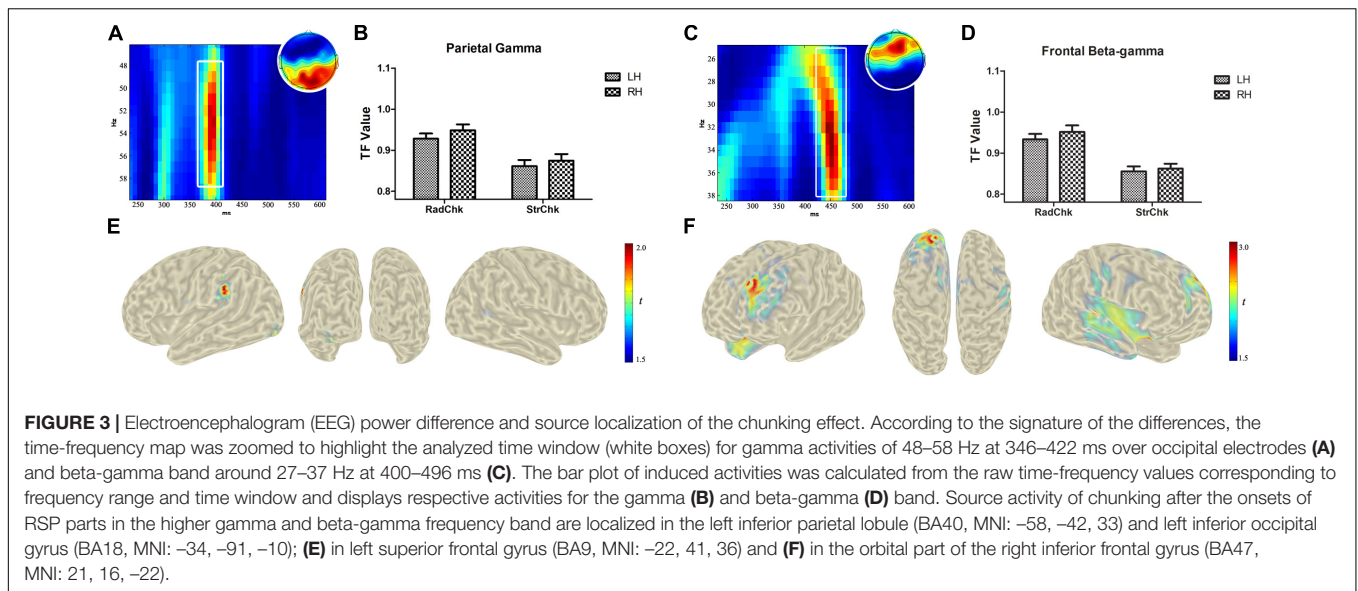 A
B
C
D
Parietal Gamma
Frontal Beta-gamma
48
50
52
54
56
58
Hz
250 300 350 400 450 500 550 600
ms
TF Value
1.1
1.0
0.9
0.8
RadChk StrChk
LH
RH
24
26
28
30
32
34
36
38
Hz
250 300 350 400 450 500 550 600
ms
TF Value
1.1
1.0
0.9
0.8
RadChk StrChk
LH
RH
E
2.0
t
1.5
F
3.0
t
1.5
FIGURE 3 | Electroencephalogram (EEG) power difference and source localization of the chunking effect. According to the signature of the differences, the
time-frequency map was zoomed to highlight the analyzed time window (white boxes) for gamma activities of 48–58 Hz at 346–422 ms over occipital electrodes (A)
and beta-gamma band around 27–37 Hz at 400–496 ms (C). The bar plot of induced activities was calculated from the raw time-frequency values corresponding to
frequency range and time window and displays respective activities for the gamma (B) and beta-gamma (D) band. Source activity of chunking after the onsets of
RSP parts in the higher gamma and beta-gamma frequency band are localized in the left inferior parietal lobule (BA40, MNI: –58, –42, 33) and left inferior occipital
gyrus (BA18, MNI: –34, –91, –10); (E) in left superior frontal gyrus (BA9, MNI: –22, 41, 36) and (F) in the orbital part of the right inferior frontal gyrus (BA47,
MNI: 21, 16, –22).